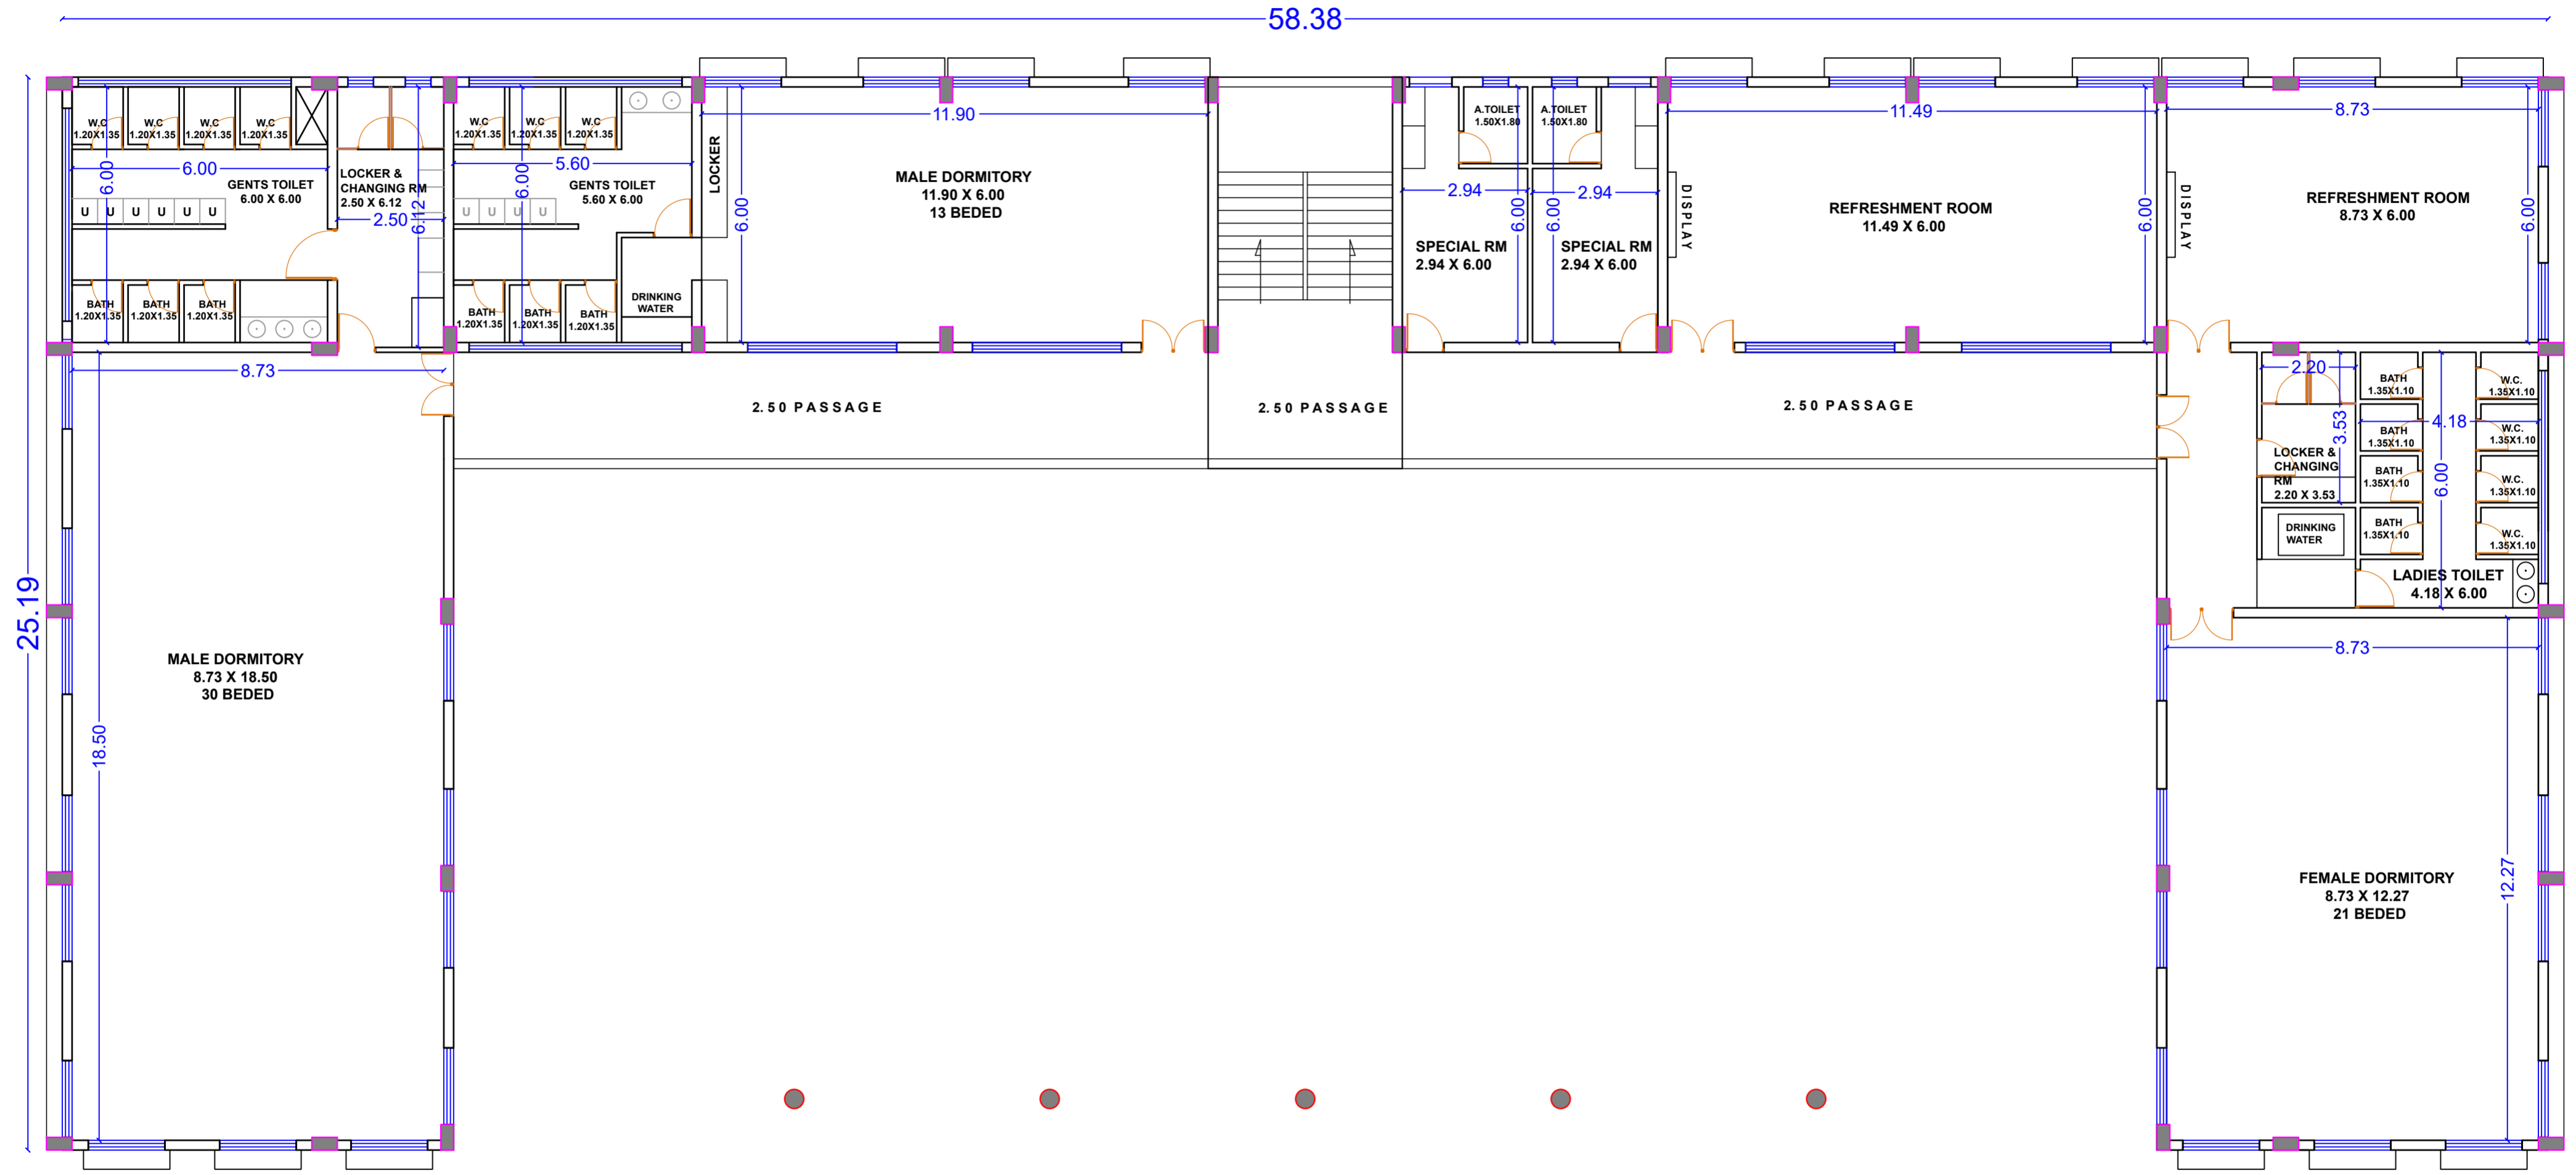 58.38
25.19
W.C
1.20X1.35
W.C
1.20X1.35
W.C
1.20X1.35
W.C
1.20X1.35
6.00
6.00
GENTS TOILET
6.00 X 6.00
U
U
U
U
U
U
BATH
1.20X1.35
BATH
1.20X1.35
BATH
1.20X1.35
LOCKER &
CHANGING RM
2.50 X 6.12
2.50
6.12
W.C
1.20X1.35
W.C
1.20X1.35
W.C
1.20X1.35
5.60
6.00
GENTS TOILET
5.60 X 6.00
U
U
U
U
BATH
1.20X1.35
BATH
1.20X1.35
BATH
1.20X1.35
DRINKING
WATER
LOCKER
11.90
6.00
MALE DORMITORY
11.90 X 6.00
13 BEDED
A.TOILET
1.50X1.80
A.TOILET
1.50X1.80
2.94
2.94
6.00
6.00
SPECIAL RM
2.94 X 6.00
SPECIAL RM
2.94 X 6.00
DISPLAY
11.49
REFRESHMENT ROOM
11.49 X 6.00
6.00
DISPLAY
8.73
REFRESHMENT ROOM
8.73 X 6.00
6.00
8.73
2.50 PASSAGE
2.50 PASSAGE
2.50 PASSAGE
2.20
3.53
LOCKER &
CHANGING
RM
2.20 X 3.53
DRINKING
WATER
BATH
1.35X1.10
BATH
1.35X1.10
BATH
1.35X1.10
BATH
1.35X1.10
4.18
6.00
W.C.
1.35X1.10
W.C.
1.35X1.10
W.C.
1.35X1.10
W.C.
1.35X1.10
LADIES TOILET
4.18 X 6.00
MALE DORMITORY
8.73 X 18.50
30 BEDED
18.50
8.73
FEMALE DORMITORY
8.73 X 12.27
21 BEDED
12.27